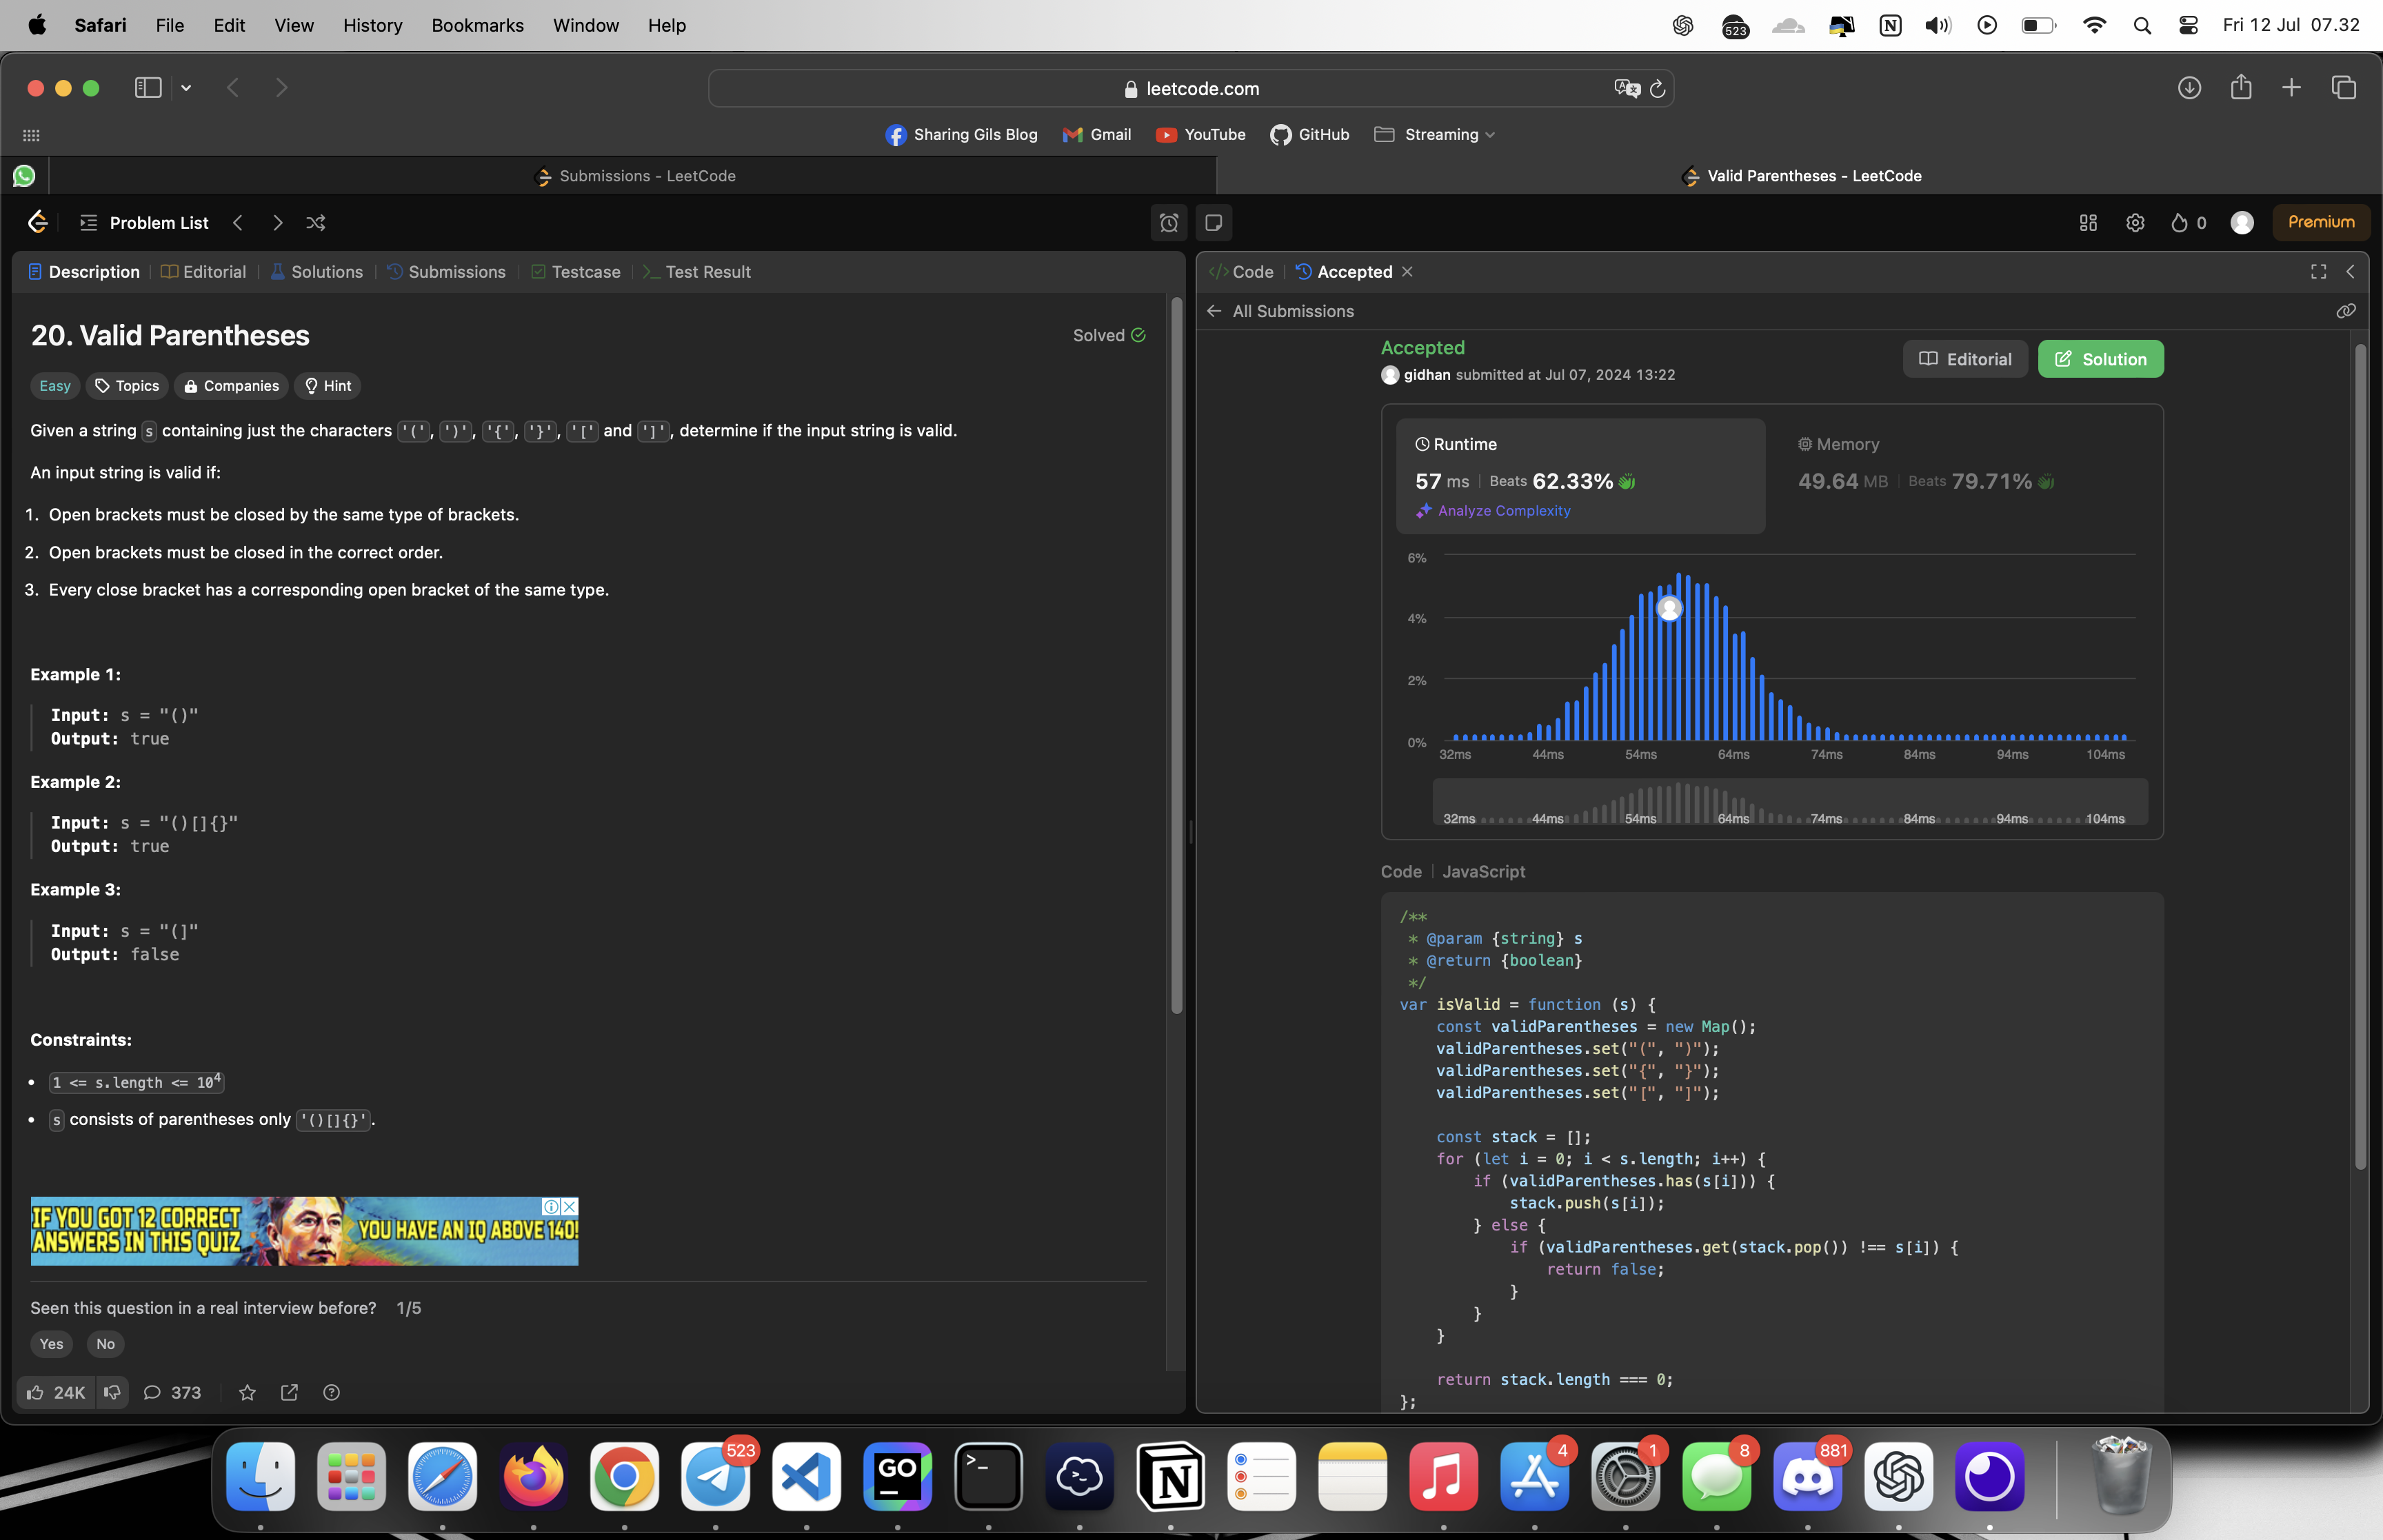 Safari File Edit View History Bookmarks Window Help
523
Fri 12 Jul 07.32
leetcode.com
Sharing Gils Blog Gmail YouTube GitHub Streaming
Submissions - LeetCode
Valid Parentheses - LeetCode
Problem List
0
Premium
Description Editorial Solutions Submissions Testcase Test Result
20. Valid Parentheses
Solved
Easy Topics Companies Hint
Given a string s containing just the characters '(', ')', '{', '}', '[' and ']', determine if the input string is valid.
An input string is valid if:
1. Open brackets must be closed by the same type of brackets.
2. Open brackets must be closed in the correct order.
3. Every close bracket has a corresponding open bracket of the same type.
Example 1:
Input: s = "()"
Output: true
Example 2:
Input: s = "()[]{}"
Output: true
Example 3:
Input: s = "(]"
Output: false
Constraints:
• 1 <= s.length <= 10⁴
• s consists of parentheses only '()[]{}'.
IF YOU GOT 12 CORRECT
ANSWERS IN THIS QUIZ
YOU HAVE AN IQ ABOVE 140!
Seen this question in a real interview before? 1/5
Yes No
24K 373
Code Accepted
All Submissions
Accepted
gidhan submitted at Jul 07, 2024 13:22
Editorial Solution
Runtime
57 ms | Beats 62.33%
Analyze Complexity
Memory
49.64 MB | Beats 79.71%
6%
4%
2%
0%
32ms 44ms 54ms 64ms 74ms 84ms 94ms 104ms
32ms 44ms 54ms 64ms 74ms 84ms 94ms 104ms
Code | JavaScript
/**
 * @param {string} s
 * @return {boolean}
 */
var isValid = function (s) {
    const validParentheses = new Map();
    validParentheses.set("(", ")");
    validParentheses.set("{", "}");
    validParentheses.set("[", "]");
    const stack = [];
    for (let i = 0; i < s.length; i++) {
        if (validParentheses.has(s[i])) {
            stack.push(s[i]);
        } else {
            if (validParentheses.get(stack.pop()) !== s[i]) {
                return false;
            }
        }
    }
    return stack.length === 0;
};
523 GO 4 1 8 881